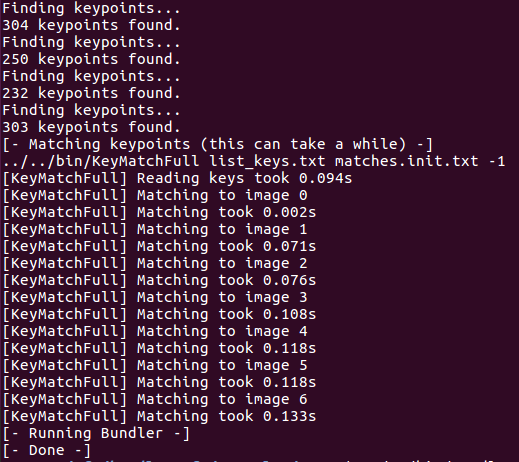 Finding keypoints...
304 keypoints found.
Finding keypoints...
250 keypoints found.
Finding keypoints...
232 keypoints found.
Finding keypoints...
303 keypoints found.
[- Matching keypoints (this can take a while) -]
../../bin/KeyMatchFull list_keys.txt matches.init.txt -1
[KeyMatchFull] Reading keys took 0.094s
[KeyMatchFull] Matching to image 0
[KeyMatchFull] Matching took 0.002s
[KeyMatchFull] Matching to image 1
[KeyMatchFull] Matching took 0.071s
[KeyMatchFull] Matching to image 2
[KeyMatchFull] Matching took 0.076s
[KeyMatchFull] Matching to image 3
[KeyMatchFull] Matching took 0.108s
[KeyMatchFull] Matching to image 4
[KeyMatchFull] Matching took 0.118s
[KeyMatchFull] Matching to image 5
[KeyMatchFull] Matching took 0.118s
[KeyMatchFull] Matching to image 6
[KeyMatchFull] Matching took 0.133s
[- Running Bundler -]
[- Done -]